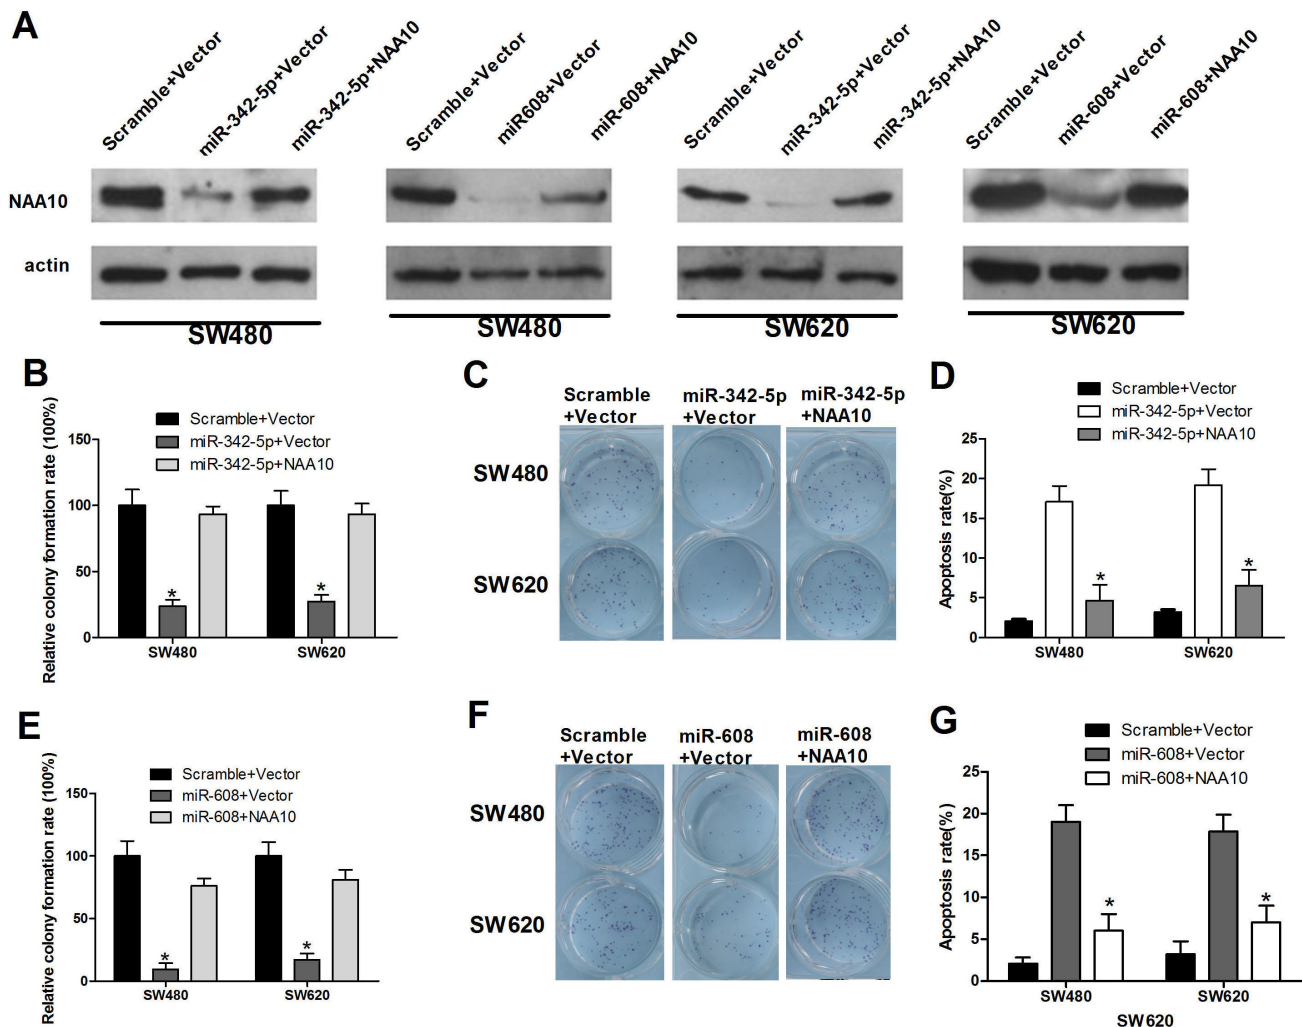 A
Scramble+Vector
miR-342-5p+Vector
miR-342-5p+NAA10
Scramble+Vector
miR608+Vector
miR-608+NAA10
Scramble+Vector
miR-342-5p+Vector
miR-342-5p+NAA10
Scramble+Vector
miR-608+Vector
miR-608+NAA10
NAA10
actin
SW480
SW480
SW620
SW620
B
Relative colony formation rate (100%)
Scramble+Vector
miR-342-5p+Vector
miR-342-5p+NAA10
150
100
50
0
*
*
SW480
SW620
C
Scramble
+Vector
miR-342-5p
+Vector
miR-342-5p
+NAA10
SW480
SW620
D
Apoptosis rate(%)
Scramble+Vector
miR-342-5p+Vector
miR-342-5p+NAA10
25
20
15
10
5
0
*
*
SW480
SW620
E
Relative colony formation rate (100%)
Scramble+Vector
miR-608+Vector
miR-608+NAA10
150
100
50
0
*
*
SW480
SW620
F
Scramble
+Vector
miR-608
+Vector
miR-608
+NAA10
SW480
SW620
G
Apoptosis rate(%)
Scramble+Vector
miR-608+Vector
miR-608+NAA10
25
20
15
10
5
0
*
*
SW480
SW620
SW620